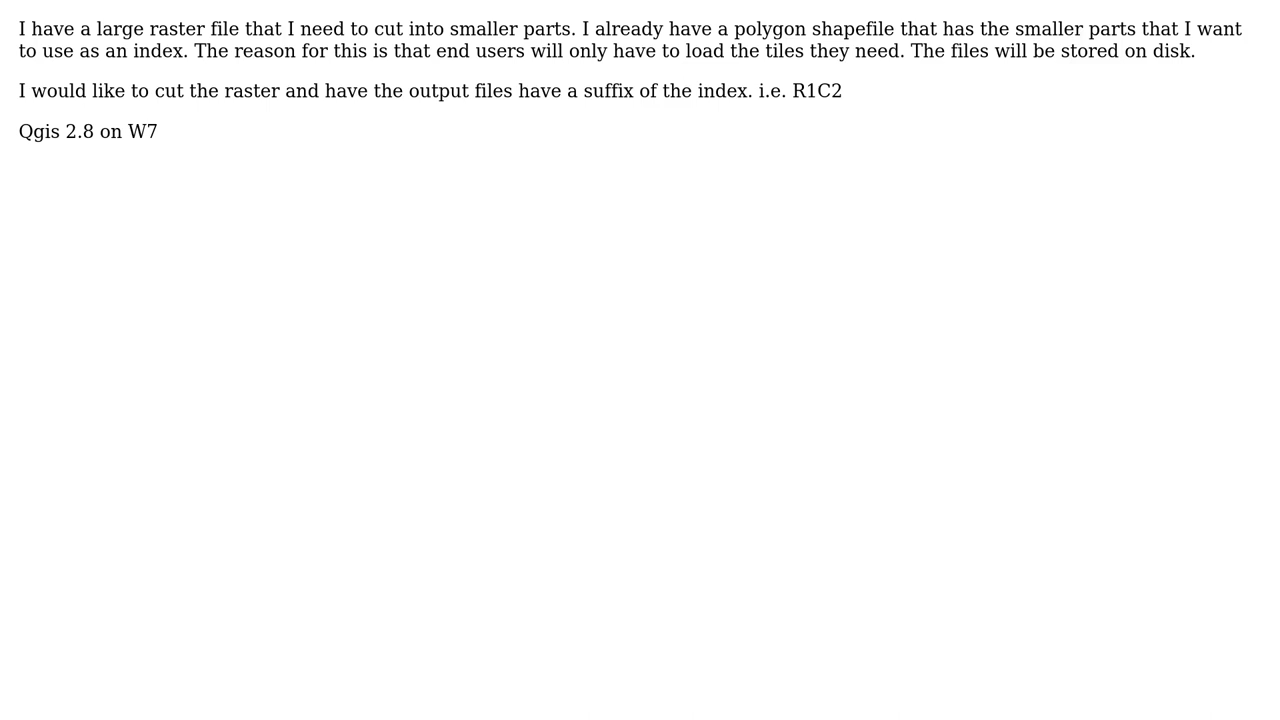 I have a large raster file that I need to cut into smaller parts. I already have a polygon shapefile that has the smaller parts that I want
to use as an index. The reason for this is that end users will only have to load the tiles they need. The files will be stored on disk.
I would like to cut the raster and have the output files have a suffix of the index. i.e. R1C2
Qgis 2.8 on W7